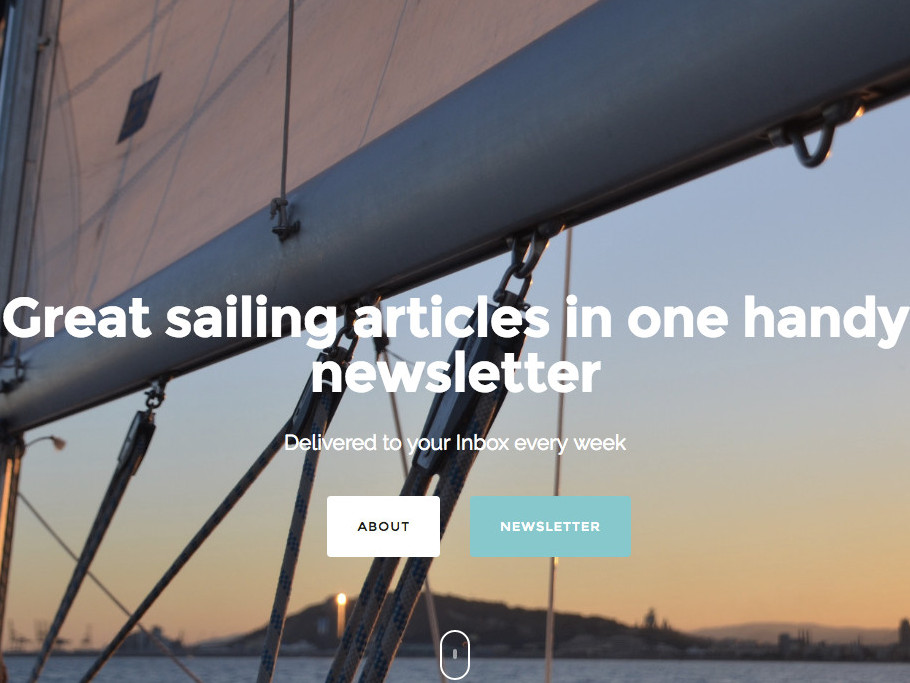 Great sailing articles in one handy
newsletter
Delivered to your Inbox every week
ABOUT
NEWSLETTER